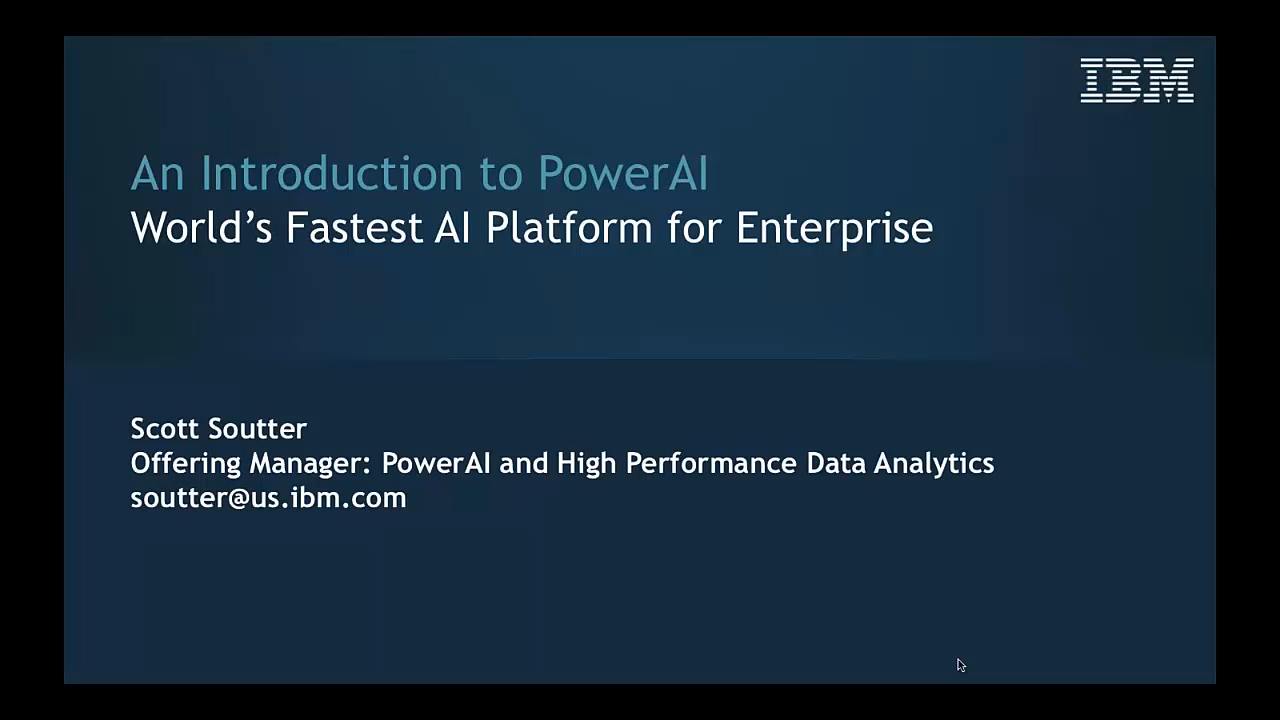 IBM
An Introduction to PowerAI
World's Fastest AI Platform for Enterprise
Scott Soutter
Offering Manager: PowerAI and High Performance Data Analytics
soutter@us.ibm.com